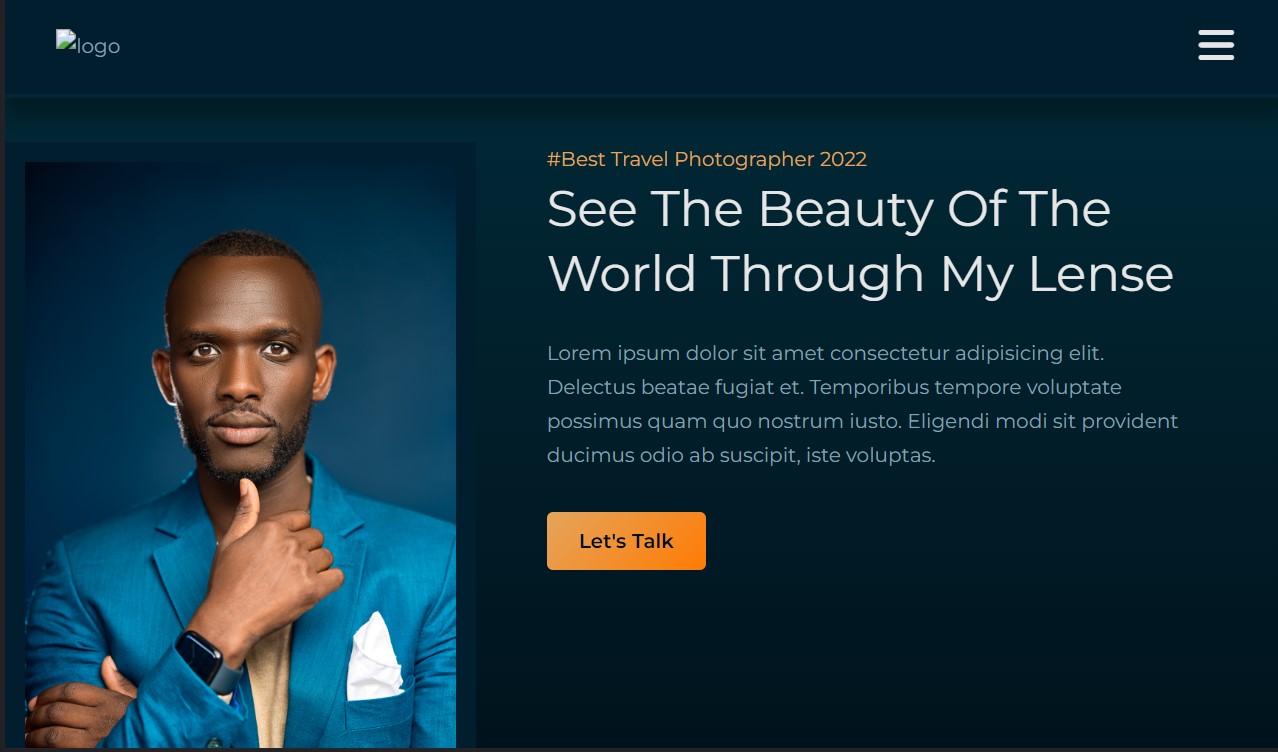 logo
#Best Travel Photographer 2022
See The Beauty Of The
World Through My Lense
Lorem ipsum dolor sit amet consectetur adipisicing elit.
Delectus beatae fugiat et. Temporibus tempore voluptate
possimus quam quo nostrum iusto. Eligendi modi sit provident
ducimus odio ab suscipit, iste voluptas.
Let's Talk